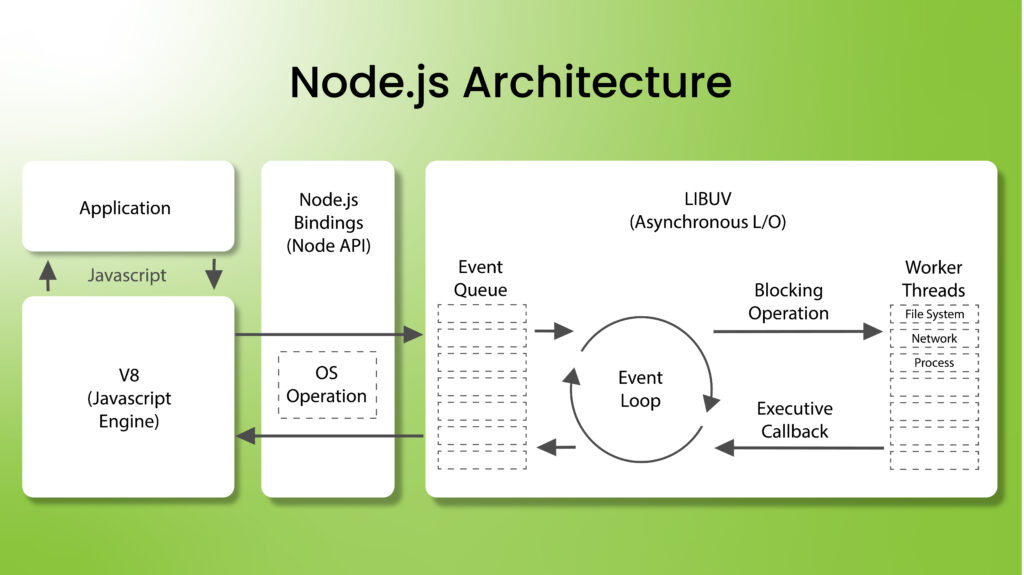 Node.js Architecture
Application
Javascript
V8
(Javascript
Engine)
Node.js
Bindings
(Node API)
OS
Operation
LIBUV
(Asynchronous L/O)
Event
Queue
Event
Loop
Blocking
Operation
Executive
Callback
Worker
Threads
File System
Network
Process